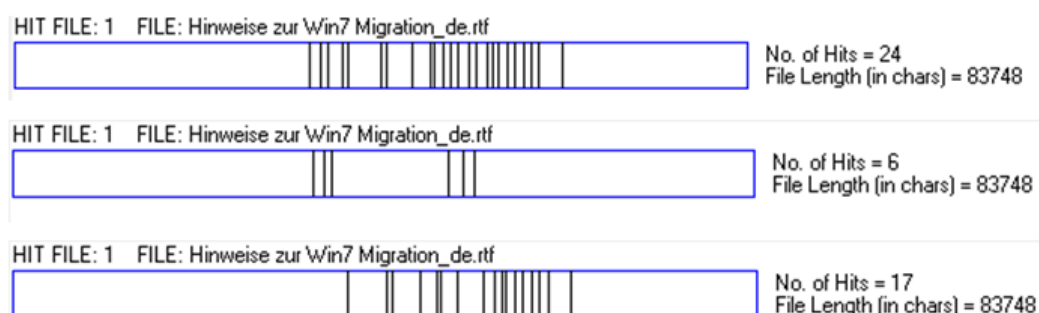 HIT FILE: 1 FILE: Hinweise zur Win7 Migration_de.rtf
No. of Hits = 24
File Length (in chars) = 83748
HIT FILE: 1 FILE: Hinweise zur Win7 Migration_de.rtf
No. of Hits = 6
File Length (in chars) = 83748
HIT FILE: 1 FILE: Hinweise zur Win7 Migration_de.rtf
No. of Hits = 17
File Length (in chars) = 83748